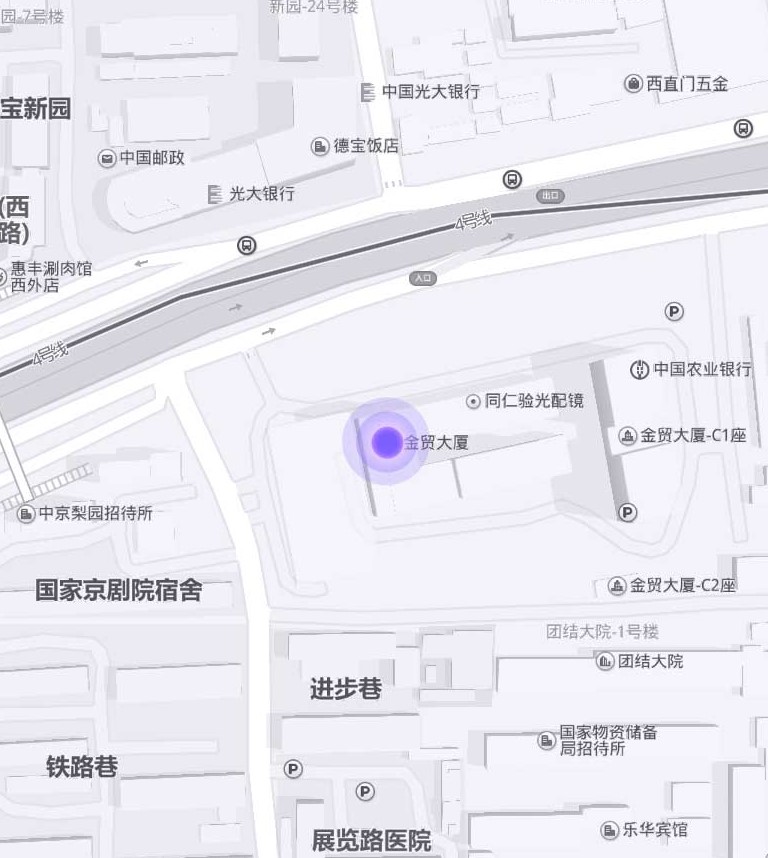 新园-24号楼
园-7号楼
中国光大银行
西直门五金
宝新园
德宝饭店
中国邮政
光大银行
出口
4号线
(西
路)
惠丰涮肉馆
西外店
入口
4号线
P
中国农业银行
同仁验光配镜
金贸大厦
金贸大厦-C1座
中京梨园招待所
P
国家京剧院宿舍
金贸大厦-C2座
团结大院-1号楼
团结大院
进步巷
国家物资储备
局招待所
铁路巷
P
P
展览路医院
乐华宾馆